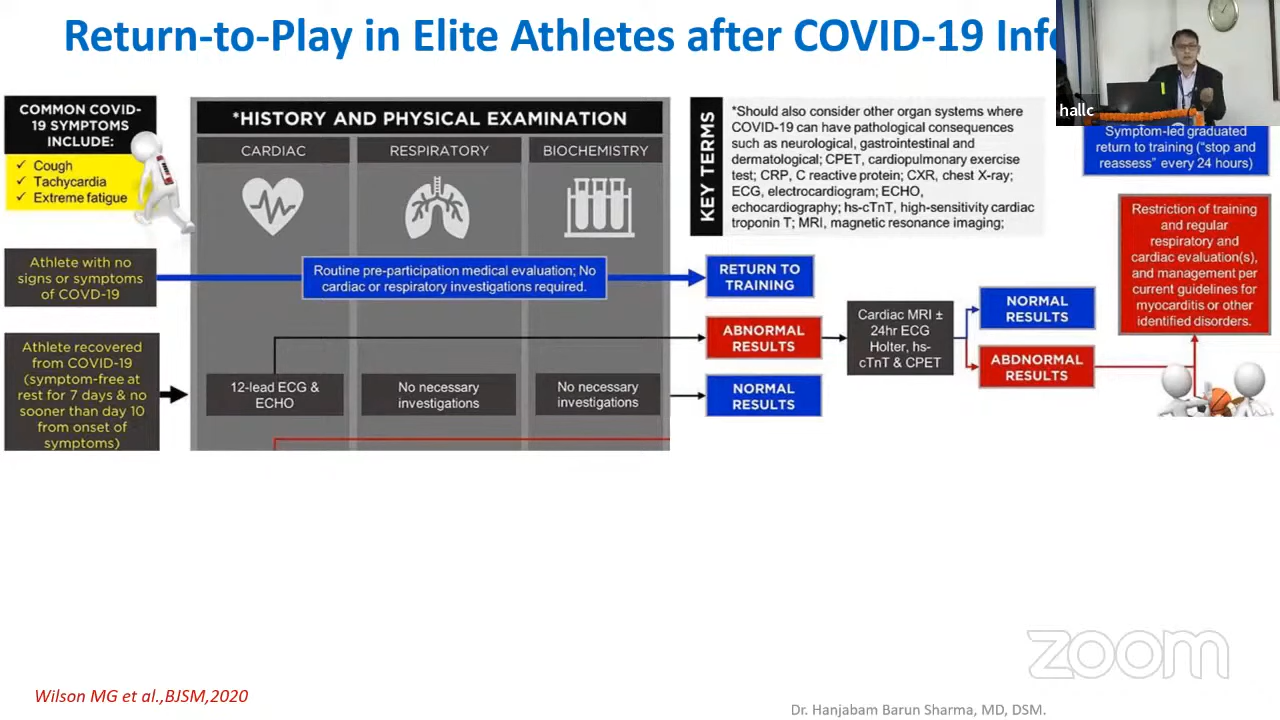 Return-to-Play in Elite Athletes after COVID-19 Inf
hallc
COMMON COVID-
19 SYMPTOMS
INCLUDE:
✓ Cough
✓ Tachycardia
✓ Extreme fatigue
*HISTORY AND PHYSICAL EXAMINATION
CARDIAC
RESPIRATORY
BIOCHEMISTRY
KEY TERMS
*Should also consider other organ systems where
COVID-19 can have pathological consequences
such as neurological, gastrointestinal and
dermatological; CPET, cardiopulmonary exercise
test; CRP, C reactive protein; CXR, chest X-ray;
ECG, electrocardiogram; ECHO,
echocardiography; hs-cTnT, high-sensitivity cardiac
troponin T; MRI, magnetic resonance imaging;
Symptom-led graduated
return to training ("stop and
reassess" every 24 hours)
Restriction of training
and regular
respiratory and
cardiac evaluation(s),
and management per
current guidelines for
myocarditis or other
identified disorders.
Athlete with no
signs or symptoms
of COVD-19
Routine pre-participation medical evaluation; No
cardiac or respiratory investigations required.
RETURN TO
TRAINING
Athlete recovered
from COVID-19
(symptom-free at
rest for 7 days & no
sooner than day 10
from onset of
symptoms)
12-lead ECG &
ECHO
No necessary
investigations
No necessary
investigations
ABNORMAL
RESULTS
NORMAL
RESULTS
Cardiac MRI ±
24hr ECG
Holter, hs-
cTnT & CPET
NORMAL
RESULTS
ABDNORMAL
RESULTS
zoom
Wilson MG et al.,BJSM,2020
Dr. Hanjabam Barun Sharma, MD, DSM.